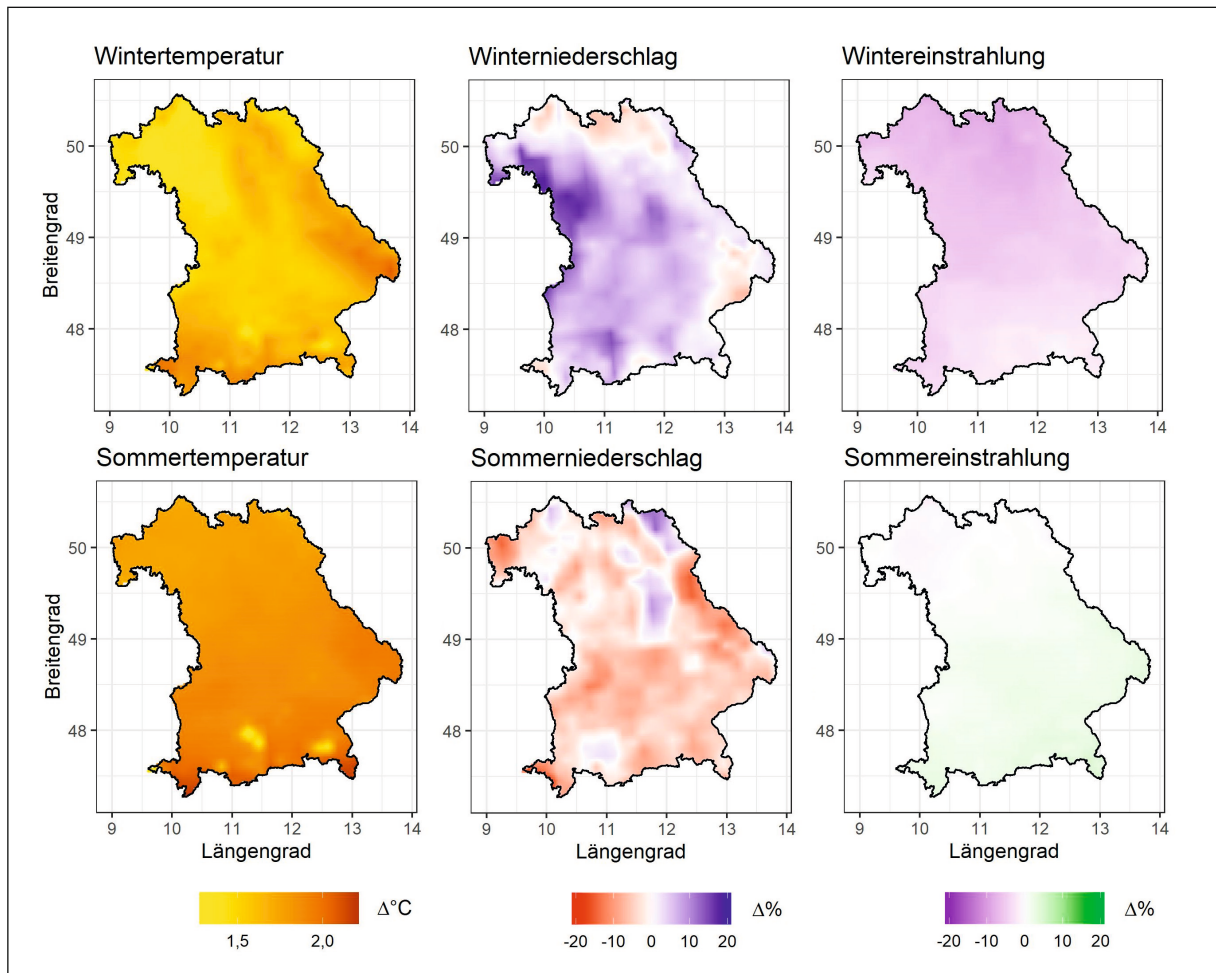 Wintertemperatur
Winterniederschlag
Wintereinstrahlung
Breitengrad
50
49
48
9 10 11 12 13 14
50
49
48
9 10 11 12 13 14
50
49
48
9 10 11 12 13 14
Sommertemperatur
Sommerniederschlag
Sommereinstrahlung
Breitengrad
50
49
48
9 10 11 12 13 14
50
49
48
9 10 11 12 13 14
50
49
48
9 10 11 12 13 14
Längengrad
Längengrad
Längengrad
Δ°C
1,5 2,0
Δ%
-20 -10 0 10 20
Δ%
-20 -10 0 10 20